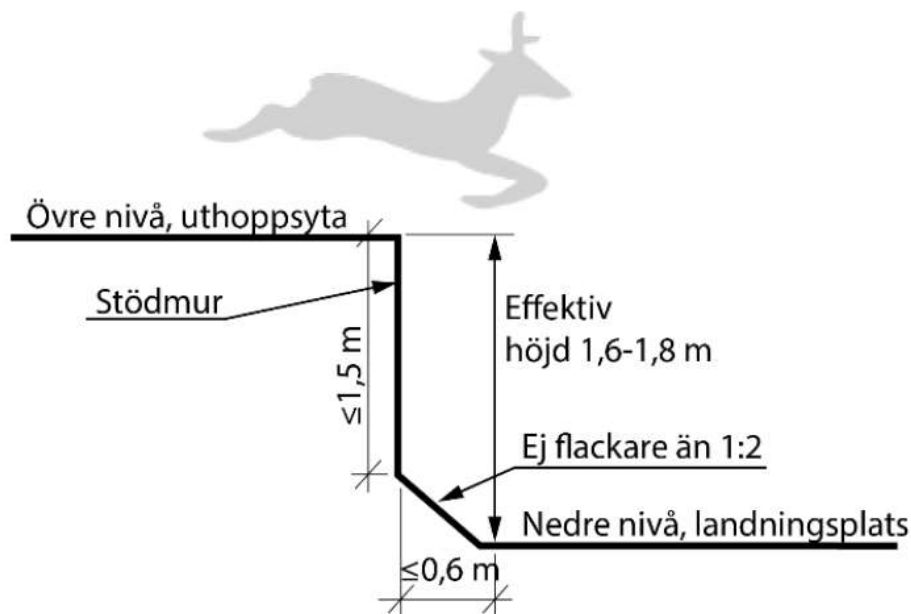 Övre nivå, uthoppsyta
Stödmur
Effektiv
höjd 1,6-1,8 m
≤1,5 m
Ej flackare än 1:2
Nedre nivå, landningsplats
≤0,6 m